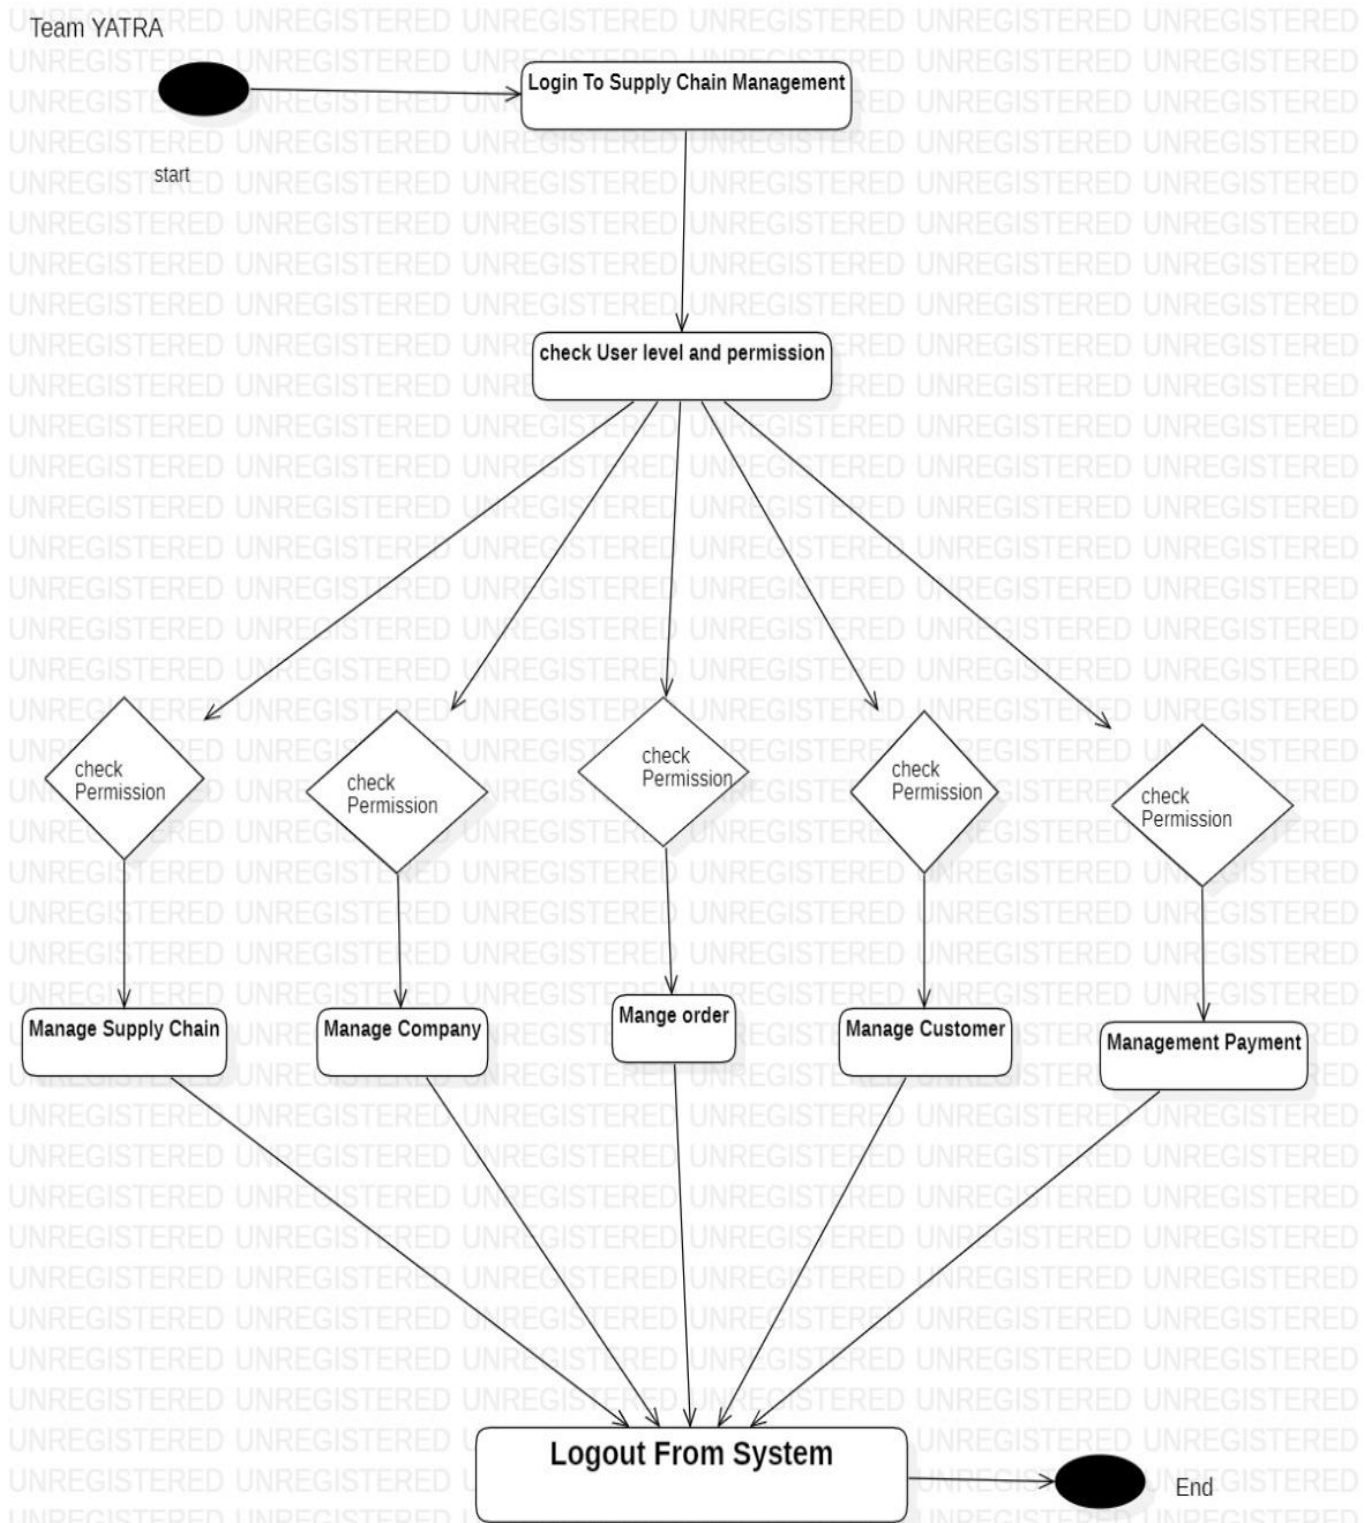 Team YATRA
Login To Supply Chain Management
start
check User level and permission
check
Permission
check
Permission
check
Permission
check
Permission
check
Permission
Manage Supply Chain
Manage Company
Mange order
Manage Customer
Management Payment
Logout From System
End
UNREGISTERED